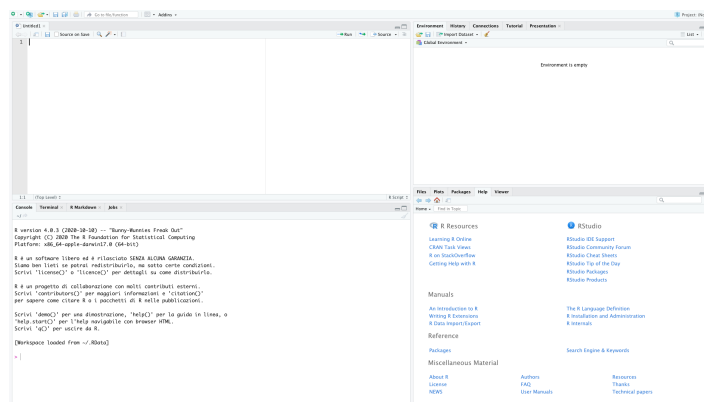 Go to file/function
Addins
Project: (No
Untitled1
Source on Save
Run
Source
1
1:1
(Top Level)
R Script
Console
Terminal
R Markdown
Jobs
~/
R version 4.0.3 (2020-10-10) -- "Bunny-Wunnies Freak Out"
Copyright (C) 2020 The R Foundation for Statistical Computing
Platform: x86_64-apple-darwin17.0 (64-bit)
R è un software libero ed è rilasciato SENZA ALCUNA GARANZIA.
Siamo ben lieti se potrai redistribuirlo, ma sotto certe condizioni.
Scrivi 'license()' o 'licence()' per dettagli su come distribuirlo.
R è un progetto di collaborazione con molti contributi esterni.
Scrivi 'contributors()' per maggiori informazioni e 'citation()'
per sapere come citare R o i pacchetti di R nelle pubblicazioni.
Scrivi 'demo()' per una dimostrazione, 'help()' per la guida in linea, o
'help.start()' per l'help navigabile con browser HTML.
Scrivi 'q()' per uscire da R.
[Workspace loaded from ~/.RData]
>
Environment
History
Connections
Tutorial
Presentation
Import Dataset
List
Global Environment
Environment is empty
Files
Plots
Packages
Help
Viewer
Home
Find in Topic
R Resources
RStudio
Learning R Online
RStudio IDE Support
CRAN Task Views
RStudio Community Forum
R on StackOverflow
RStudio Cheat Sheets
Getting Help with R
RStudio Tip of the Day
RStudio Packages
RStudio Products
Manuals
An Introduction to R
The R Language Definition
Writing R Extensions
R Installation and Administration
R Data Import/Export
R Internals
Reference
Packages
Search Engine & Keywords
Miscellaneous Material
About R
Authors
Resources
License
FAQ
Thanks
NEWS
User Manuals
Technical papers